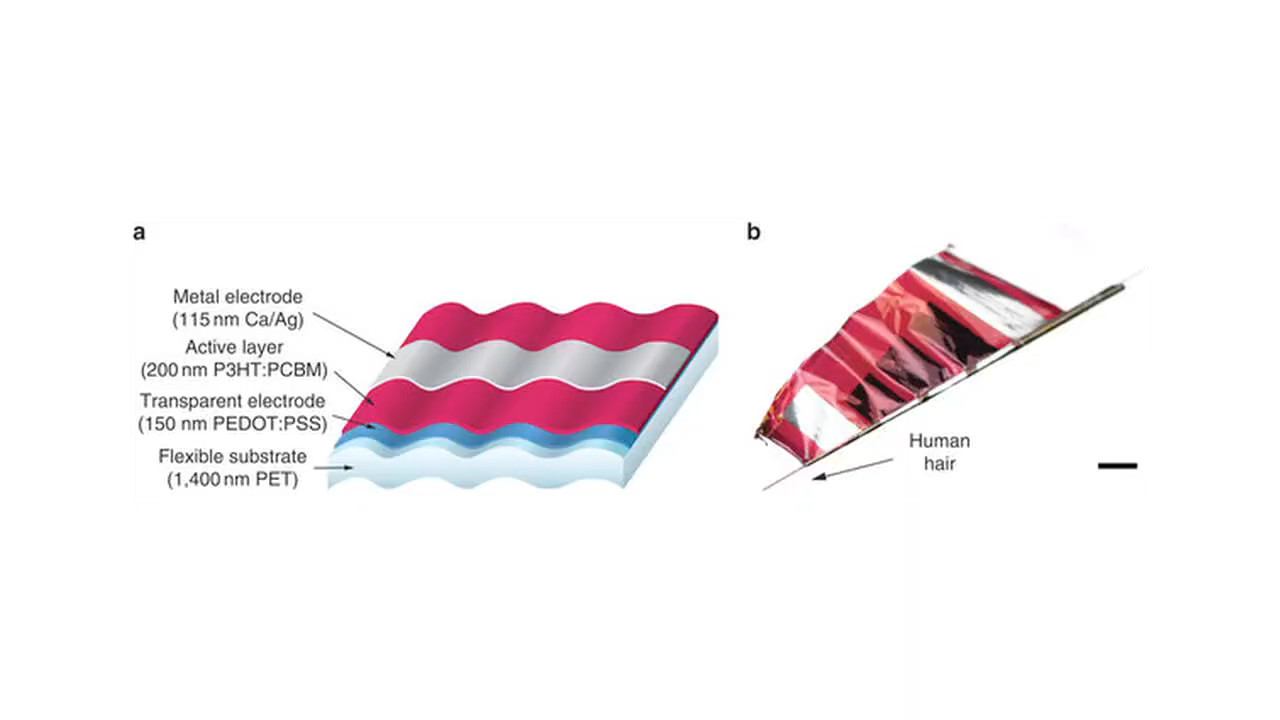 a
Metal electrode
(115 nm Ca/Ag)
Active layer
(200 nm P3HT:PCBM)
Transparent electrode
(150 nm PEDOT:PSS)
Flexible substrate
(1,400 nm PET)
b
Human
hair